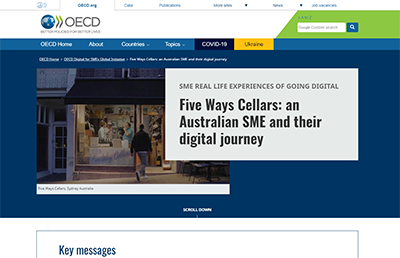 OECD.org
Data
Publications
More sites
News
Job vacancies
OECD
BETTER POLICIES FOR BETTER LIVES
OECD Home
About
Countries
Topics
COVID-19
Ukraine
OECD Home > OECD Digital for SMEs Global Initiative > Five Ways Cellars: an Australian SME and their digital journey
SME REAL LIFE EXPERIENCES OF GOING DIGITAL
Five Ways Cellars: an
Australian SME and their
digital journey
Five Ways Cellars, Sydney Australia
SCROLL DOWN
Key messages